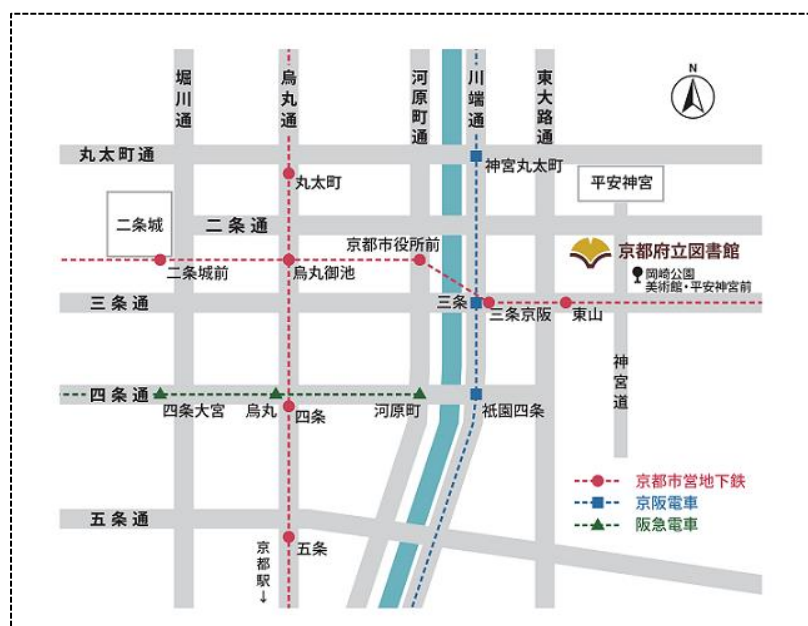 堀川通
烏丸通
河原町通
川端通
東大路通
N
丸太町通
神宮丸太町
丸太町
平安神宮
二条城
二条通
京都市役所前
京都府立図書館
二条城前
烏丸御池
岡崎公園
美術館・平安神宮前
三条通
三条
三条京阪
東山
神宮道
四条通
四条大宮
烏丸
四条
河原町
祇園四条
京都市営地下鉄
京阪電車
阪急電車
五条通
五条
京都駅↓